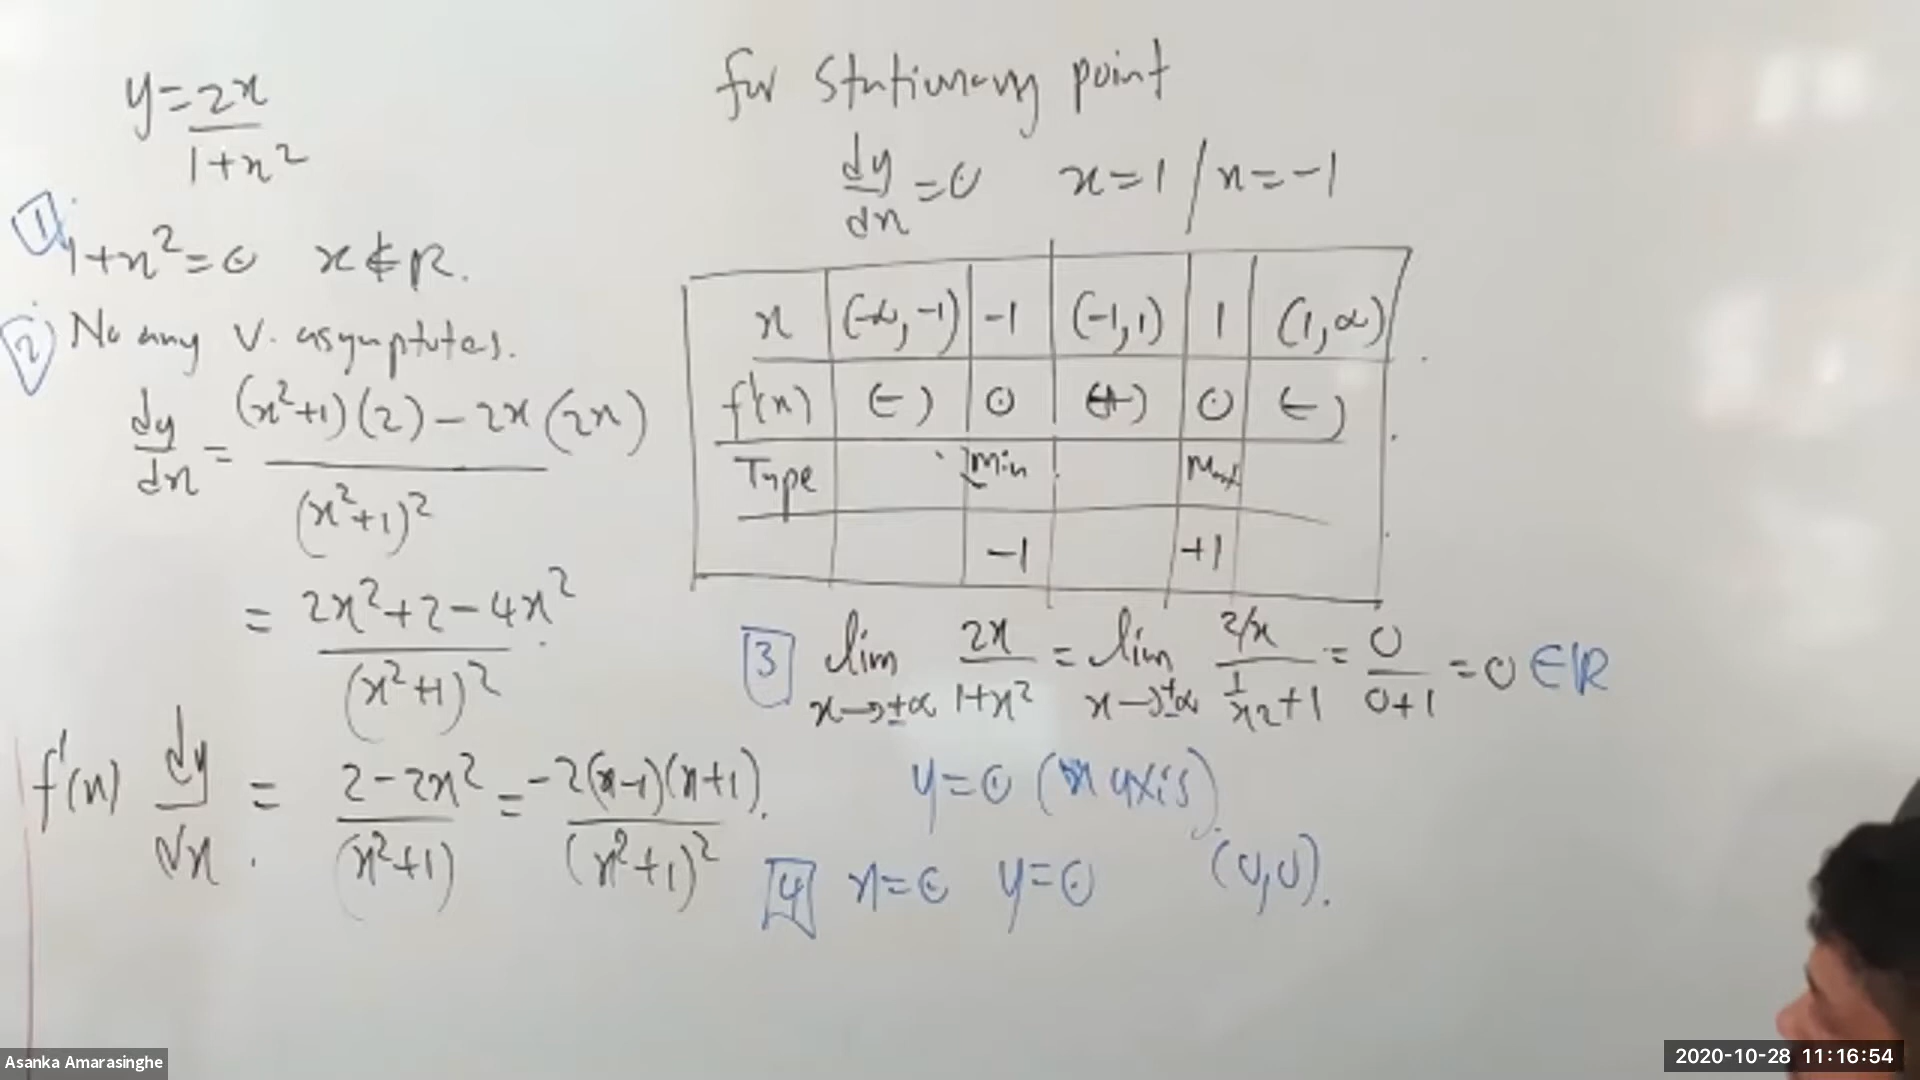 y = 2x
1+x²
1
1+x² = 0 x∉R.
2 No any V. asymptotes.
dy/dx = (x²+1)(2) − 2x(2x)
(x²+1)²
= 2x²+2−4x²
(x²+1)²
f'(x) dy/dx = 2−2x² = −2(x−1)(x+1).
(x²+1) (x²+1)²
for Stationary point
dy/dx = 0 x=1 / x=−1
x (-∞,-1) -1 (-1,1) 1 (1,∞)
f'(x) (−) 0 (+) 0 (−)
Type Min Max
−1 +1
3 lim 2x = lim 2/x = 0 = 0 ∈ℝ
x→±∞ 1+x² x→±∞ 1/x2+1 0+1
y=0 (x axis)
4 x=0 y=0 (0,0).
Asanka Amarasinghe
2020-10-28 11:16:54